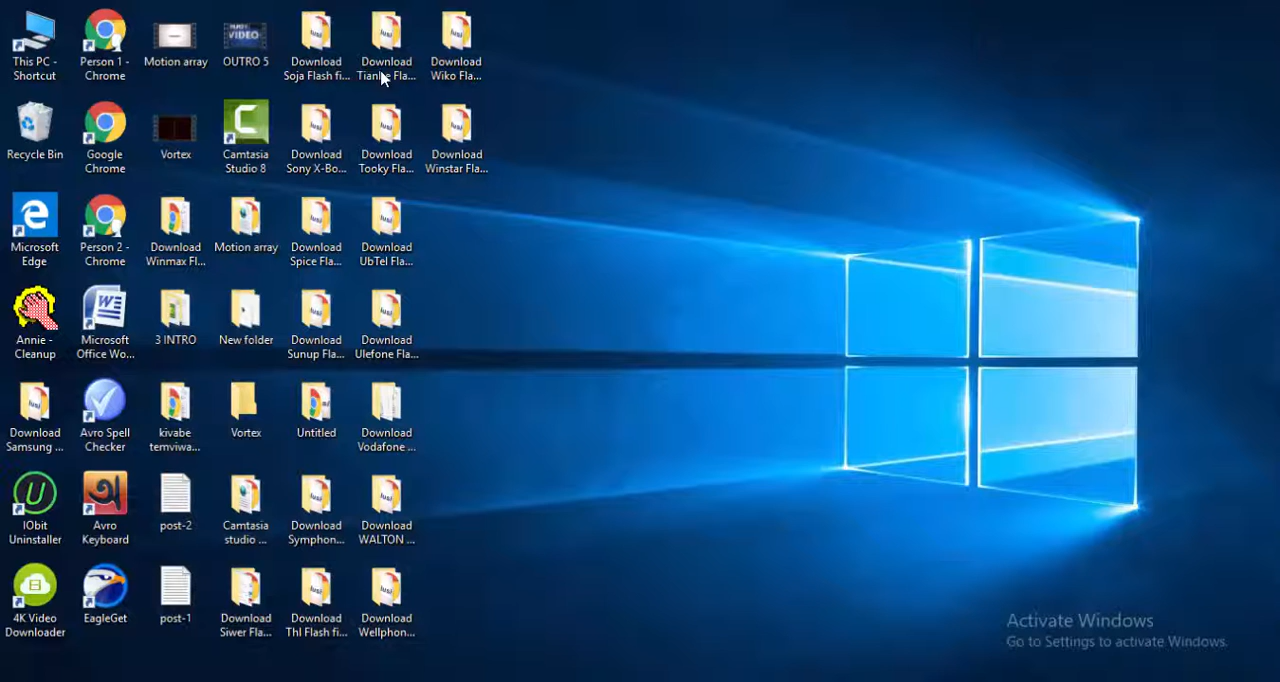 This PC -
Shortcut
Person 1 -
Chrome
Motion array
OUTRO 5
Download
Soja Flash fi...
Download
Tianhe Fla...
Download
Wiko Fla...
Recycle Bin
Google
Chrome
Vortex
Camtasia
Studio 8
Download
Sony X-Bo...
Download
Tooky Fla...
Download
Winstar Fla...
Microsoft
Edge
Person 2 -
Chrome
Download
Winmax Fl...
Motion array
Download
Spice Fla...
Download
UbTel Fla...
Annie -
Cleanup
Microsoft
Office Wo...
3 INTRO
New folder
Download
Sunup Fla...
Download
Ulefone Fla...
Download
Samsung ...
Avro Spell
Checker
kivabe
temviwa...
Vortex
Untitled
Download
Vodafone ...
IObit
Uninstaller
Avro
Keyboard
post-2
Camtasia
studio ...
Download
Symphon...
Download
WALTON ...
4K Video
Downloader
EagleGet
post-1
Download
Siwer Fla...
Download
Thl Flash fi...
Download
Wellphon...
Activate Windows
Go to Settings to activate Windows.